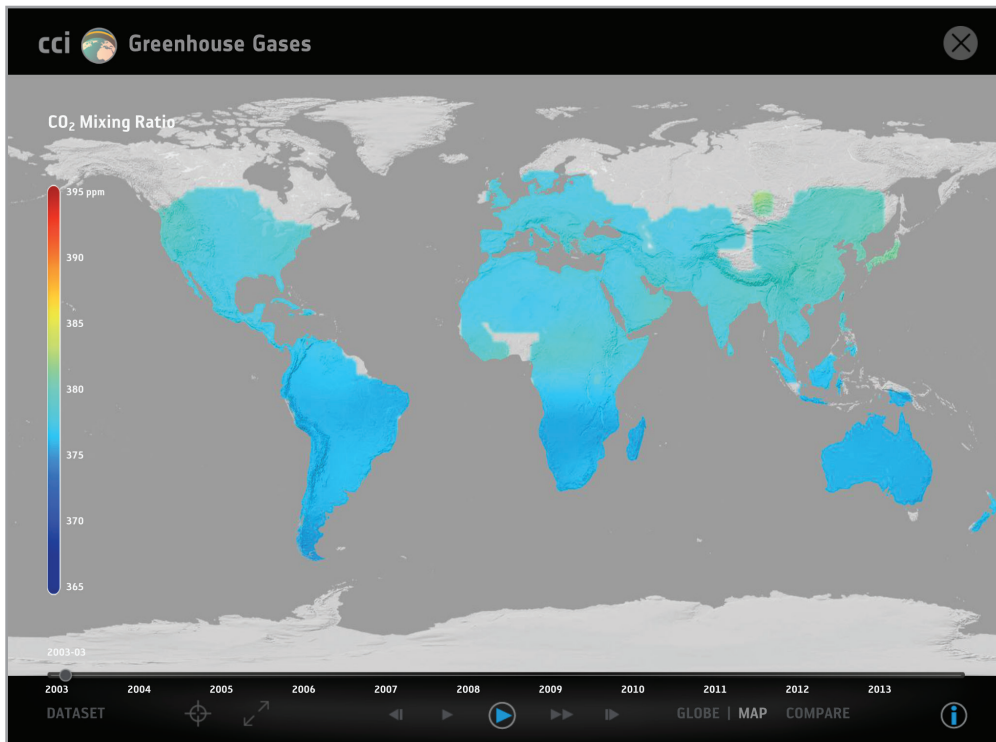 cci Greenhouse Gases
CO₂ Mixing Ratio
395 ppm
390
385
380
375
370
365
2003-03
2003 2004 2005 2006 2007 2008 2009 2010 2011 2012 2013
DATASET GLOBE | MAP COMPARE i